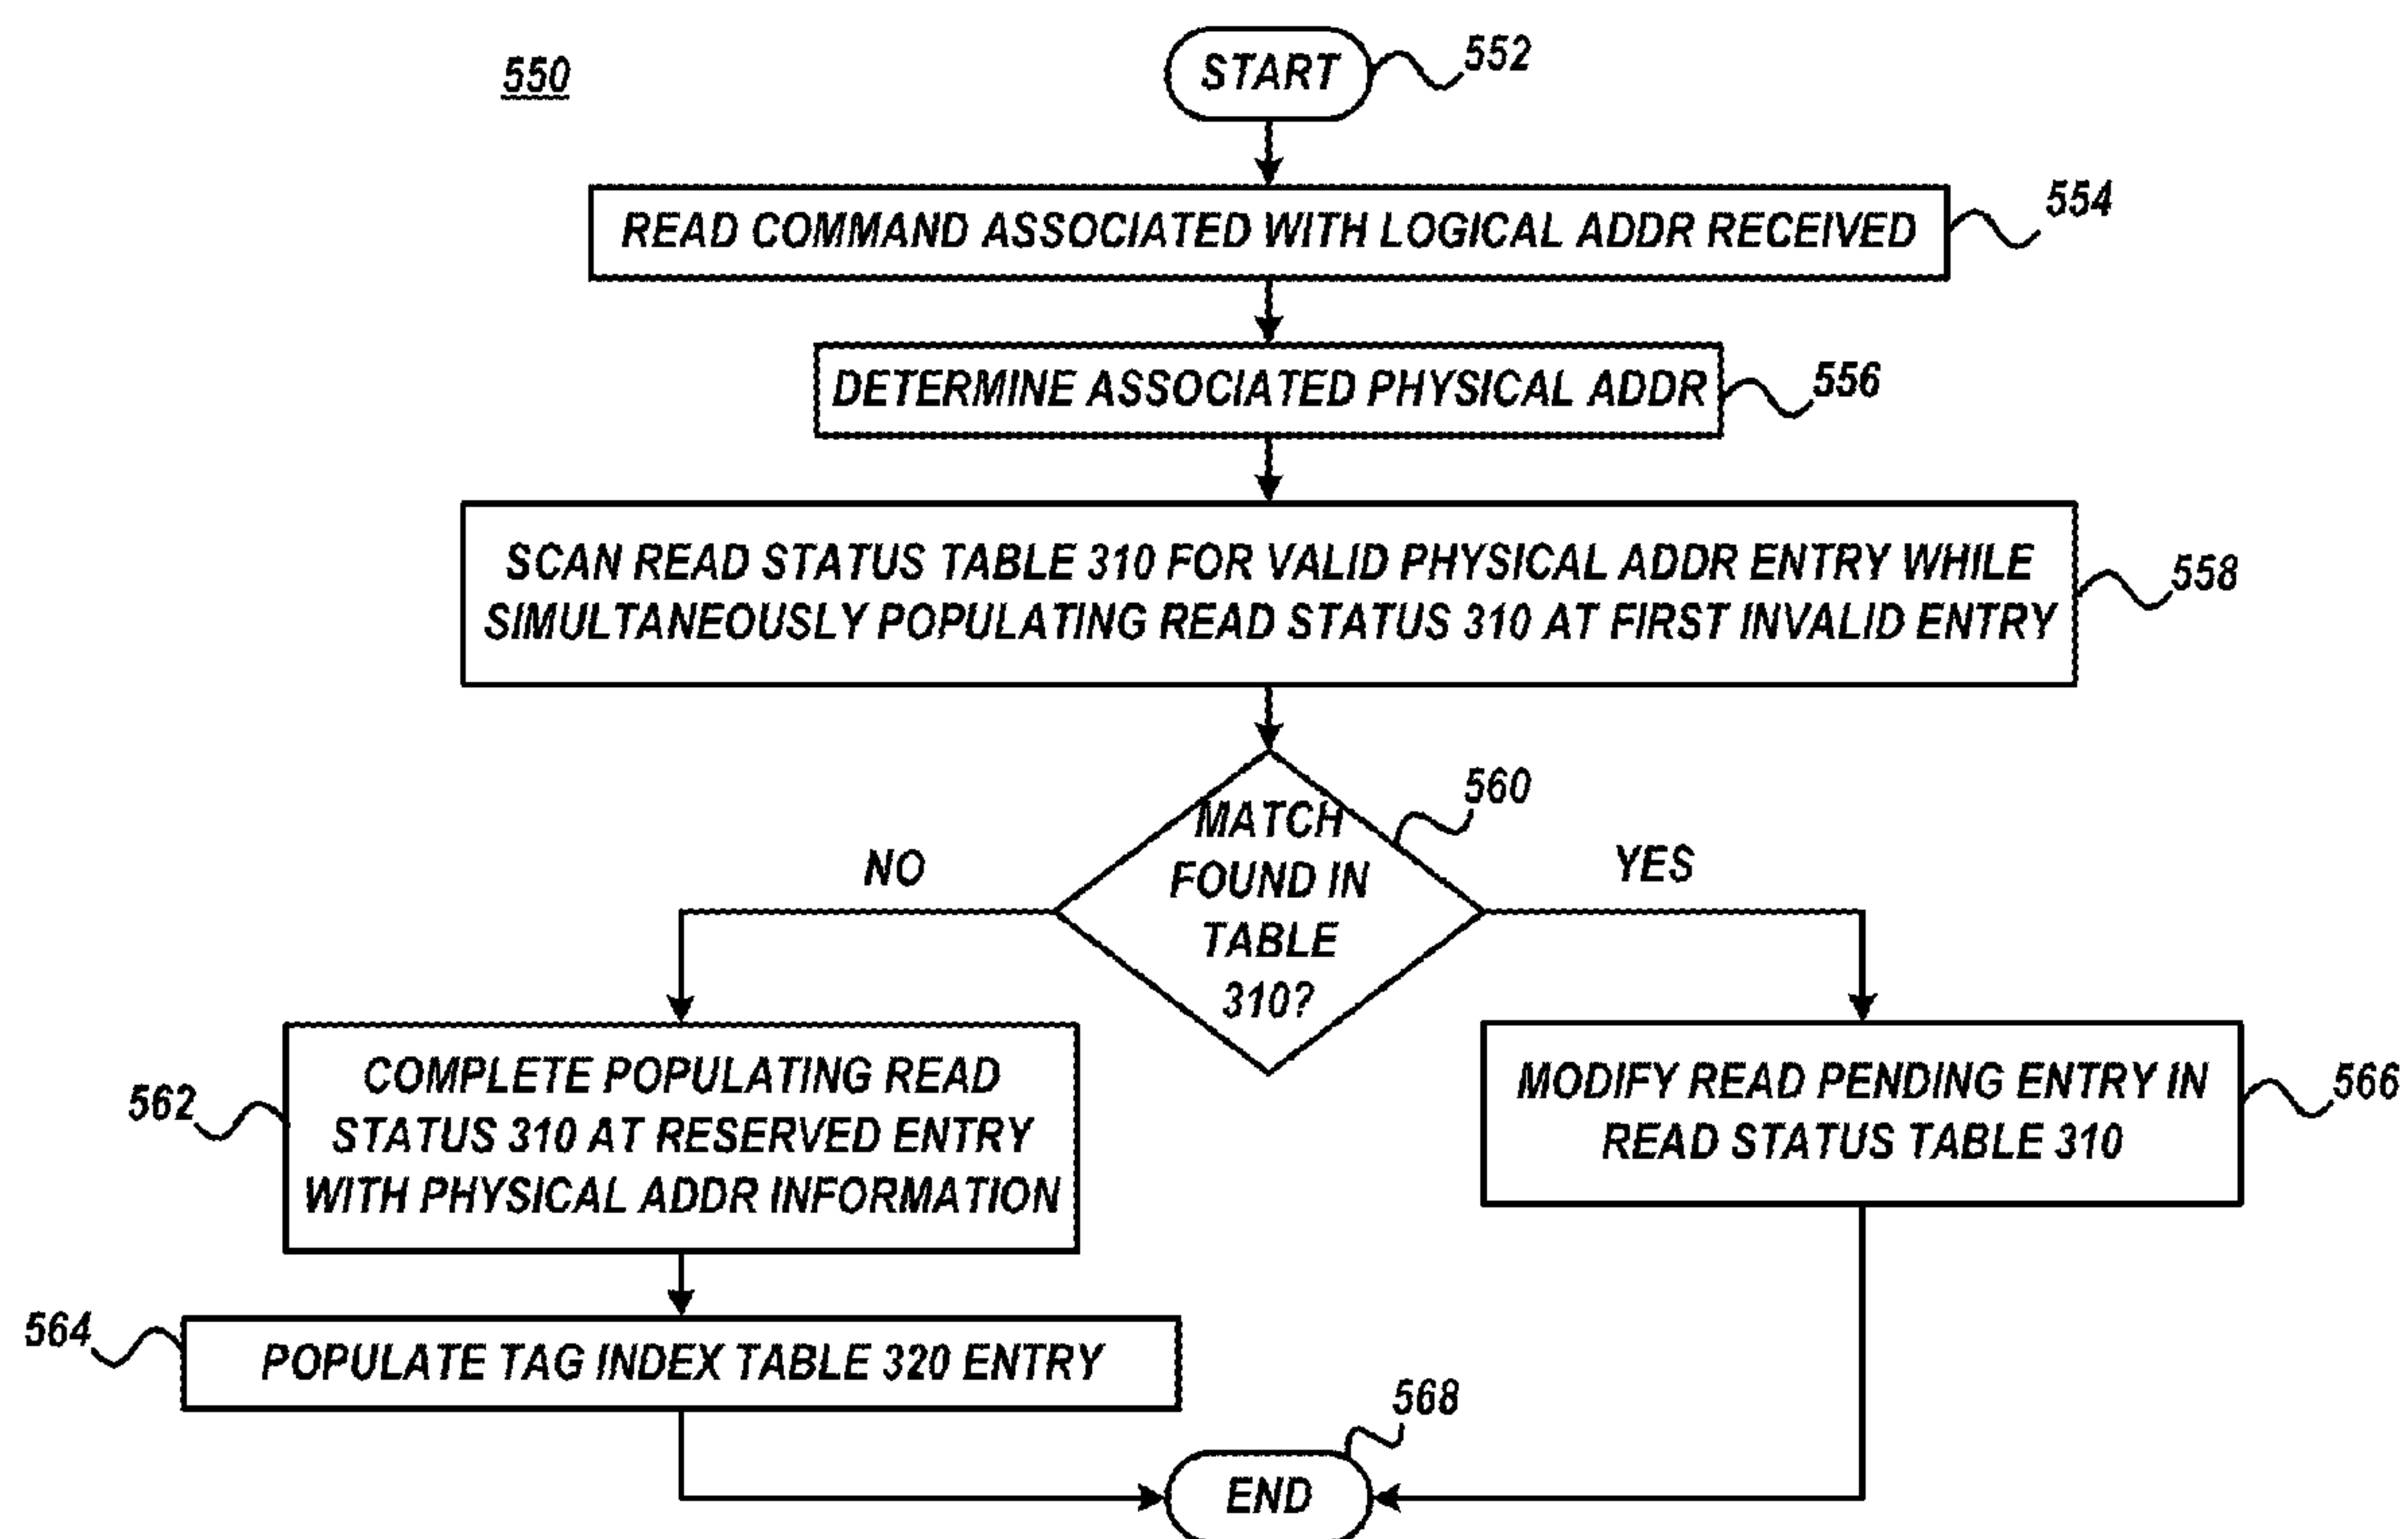 550
START
552
READ COMMAND ASSOCIATED WITH LOGICAL ADDR RECEIVED
554
DETERMINE ASSOCIATED PHYSICAL ADDR
556
SCAN READ STATUS TABLE 310 FOR VALID PHYSICAL ADDR ENTRY WHILE
SIMULTANEOUSLY POPULATING READ STATUS 310 AT FIRST INVALID ENTRY
558
MATCH
FOUND IN
TABLE
310?
560
NO
YES
COMPLETE POPULATING READ
STATUS 310 AT RESERVED ENTRY
WITH PHYSICAL ADDR INFORMATION
562
MODIFY READ PENDING ENTRY IN
READ STATUS TABLE 310
566
564
POPULATE TAG INDEX TABLE 320 ENTRY
568
END